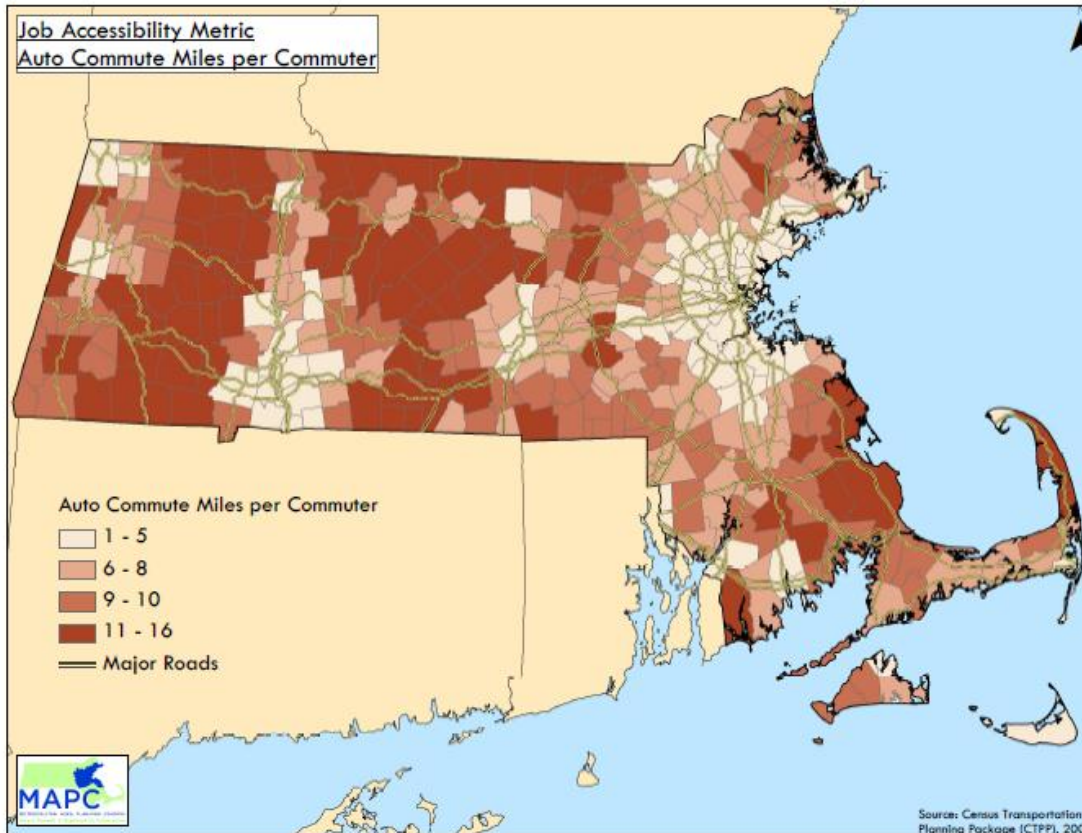 Job Accessibility Metric
Auto Commute Miles per Commuter
Auto Commute Miles per Commuter
1 - 5
6 - 8
9 - 10
11 - 16
Major Roads
MAPC
Source: Census Transportation
Planning Package (CTPP), 200